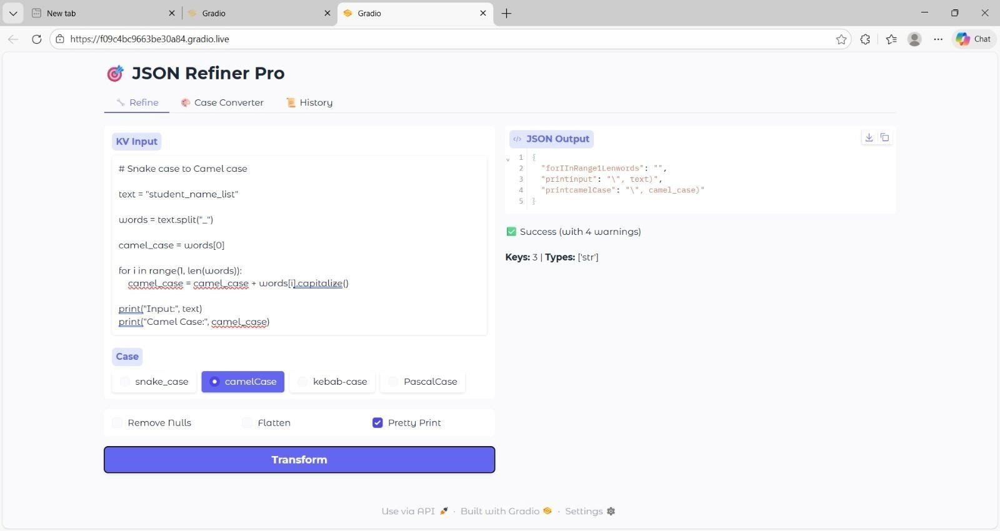 New tab
Gradio
Gradio
https://f09c4bc9663be30a84.gradio.live
Chat
JSON Refiner Pro
Refine
Case Converter
History
KV Input
# Snake case to Camel case
text = "student_name_list"
words = text.split("_")
camel_case = words[0]
for i in range(1, len(words)):
    camel_case = camel_case + words[i].capitalize()
print("Input:", text)
print("Camel Case:", camel_case)
Case
snake_case
camelCase
kebab-case
PascalCase
Remove Nulls
Flatten
Pretty Print
Transform
</> JSON Output
1 {
2   "forIInRange1Lenwords": "",
3   "printinput": "\", text)",
4   "printcamelCase": "\", camel_case)"
5 }
Success (with 4 warnings)
Keys: 3 | Types: ['str']
Use via API · Built with Gradio · Settings